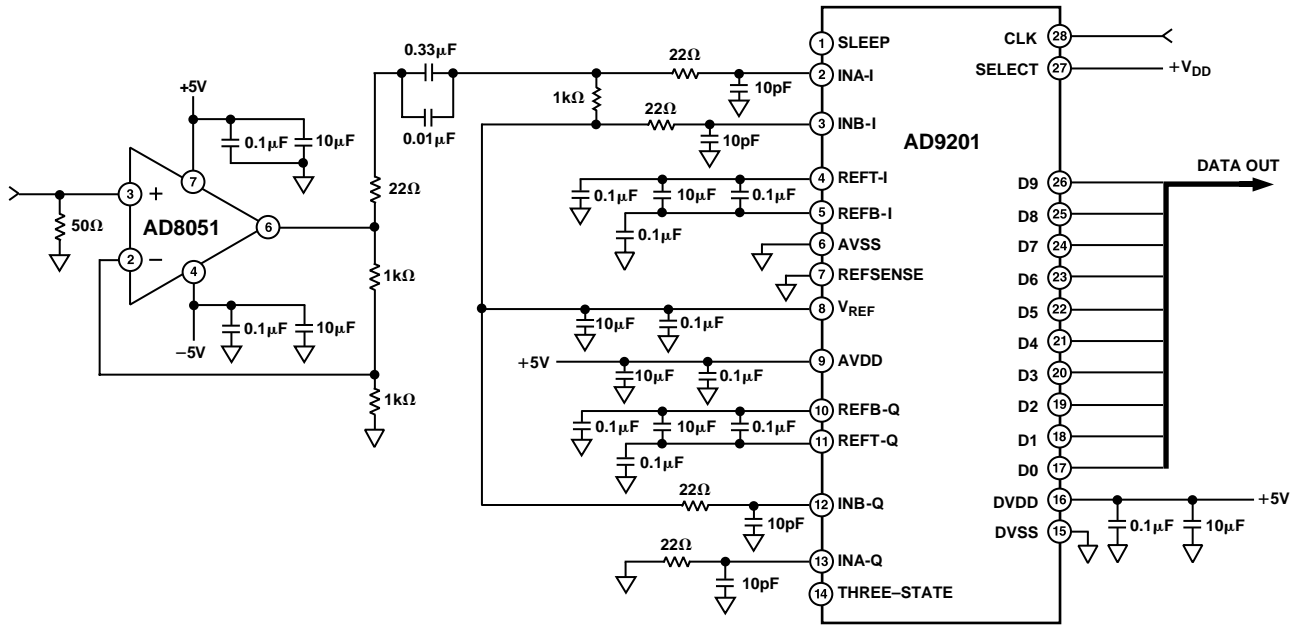 +5V
0.1µF
10µF
3
+
7
50Ω
AD8051
6
2
−
4
0.1µF
10µF
−5V
22Ω
1kΩ
1kΩ
0.33µF
0.01µF
22Ω
10pF
1kΩ
22Ω
10pF
0.1µF
10µF
0.1µF
0.1µF
10µF
0.1µF
+5V
10µF
0.1µF
0.1µF
10µF
0.1µF
0.1µF
22Ω
10pF
22Ω
10pF
AD9201
1 SLEEP
2 INA-I
3 INB-I
4 REFT-I
5 REFB-I
6 AVSS
7 REFSENSE
8 VREF
9 AVDD
10 REFB-Q
11 REFT-Q
12 INB-Q
13 INA-Q
14 THREE–STATE
CLK 28
SELECT 27
+VDD
DATA OUT
D9 26
D8 25
D7 24
D6 23
D5 22
D4 21
D3 20
D2 19
D1 18
D0 17
DVDD 16
+5V
DVSS 15
0.1µF
10µF